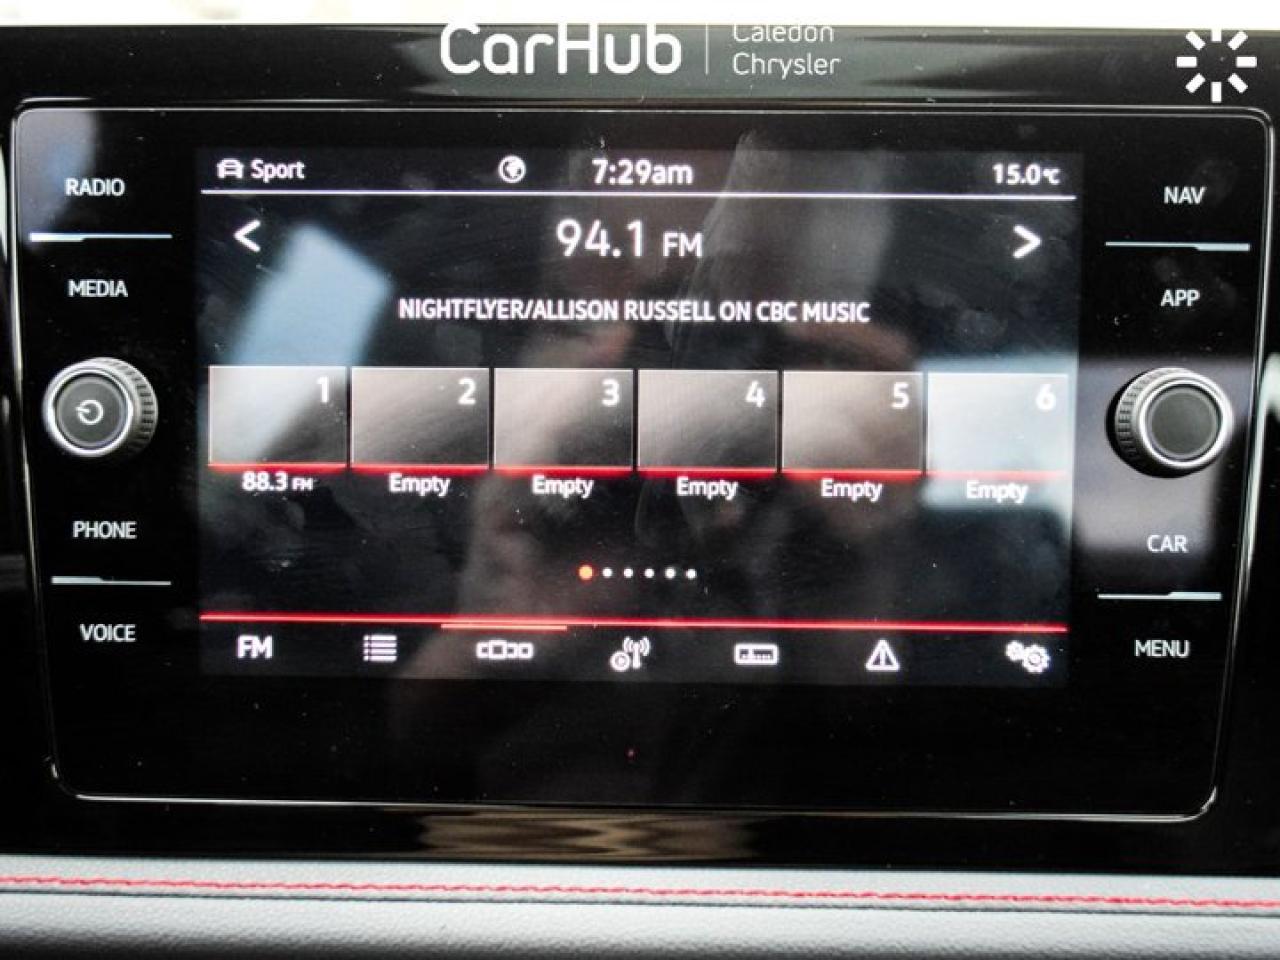 CarHub Caledon
Chrysler
RADIO
MEDIA
PHONE
VOICE
Sport 7:29am 15.0°C
< 94.1 FM >
NIGHTFLYER/ALLISON RUSSELL ON CBC MUSIC
1 2 3 4 5 6
88.3 FM Empty Empty Empty Empty Empty
FM
NAV
APP
CAR
MENU